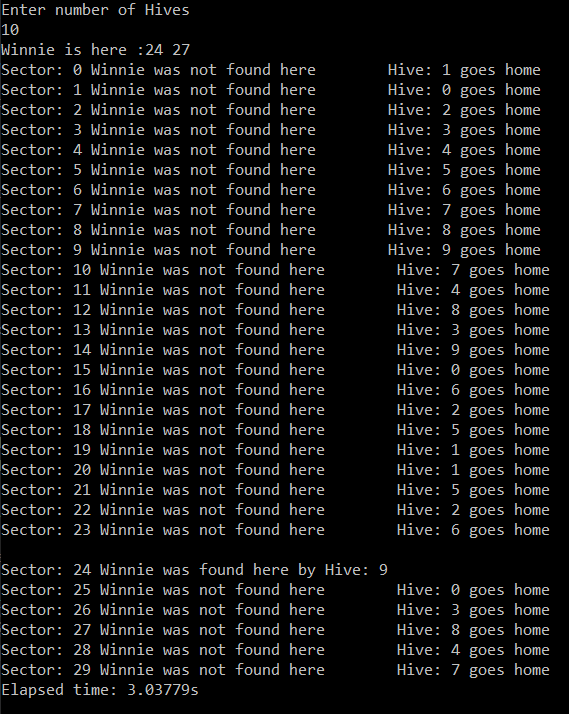 Enter number of Hives
10
Winnie is here :24 27
Sector: 0 Winnie was not found here        Hive: 1 goes home
Sector: 1 Winnie was not found here        Hive: 0 goes home
Sector: 2 Winnie was not found here        Hive: 2 goes home
Sector: 3 Winnie was not found here        Hive: 3 goes home
Sector: 4 Winnie was not found here        Hive: 4 goes home
Sector: 5 Winnie was not found here        Hive: 5 goes home
Sector: 6 Winnie was not found here        Hive: 6 goes home
Sector: 7 Winnie was not found here        Hive: 7 goes home
Sector: 8 Winnie was not found here        Hive: 8 goes home
Sector: 9 Winnie was not found here        Hive: 9 goes home
Sector: 10 Winnie was not found here        Hive: 7 goes home
Sector: 11 Winnie was not found here        Hive: 4 goes home
Sector: 12 Winnie was not found here        Hive: 8 goes home
Sector: 13 Winnie was not found here        Hive: 3 goes home
Sector: 14 Winnie was not found here        Hive: 9 goes home
Sector: 15 Winnie was not found here        Hive: 0 goes home
Sector: 16 Winnie was not found here        Hive: 6 goes home
Sector: 17 Winnie was not found here        Hive: 2 goes home
Sector: 18 Winnie was not found here        Hive: 5 goes home
Sector: 19 Winnie was not found here        Hive: 1 goes home
Sector: 20 Winnie was not found here        Hive: 1 goes home
Sector: 21 Winnie was not found here        Hive: 5 goes home
Sector: 22 Winnie was not found here        Hive: 2 goes home
Sector: 23 Winnie was not found here        Hive: 6 goes home

Sector: 24 Winnie was found here by Hive: 9
Sector: 25 Winnie was not found here        Hive: 0 goes home
Sector: 26 Winnie was not found here        Hive: 3 goes home
Sector: 27 Winnie was not found here        Hive: 8 goes home
Sector: 28 Winnie was not found here        Hive: 4 goes home
Sector: 29 Winnie was not found here        Hive: 7 goes home
Elapsed time: 3.03779s